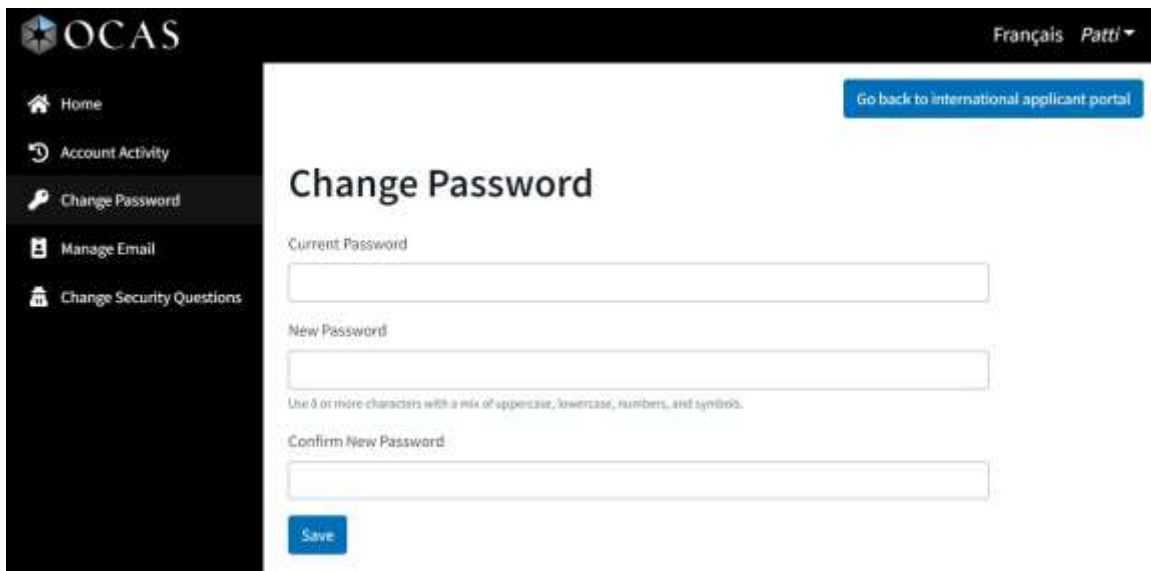 OCAS
Français Patti
Home
Account Activity
Change Password
Manage Email
Change Security Questions
Go back to international applicant portal
Change Password
Current Password
New Password
Use 8 or more characters with a mix of uppercase, lowercase, numbers, and symbols.
Confirm New Password
Save